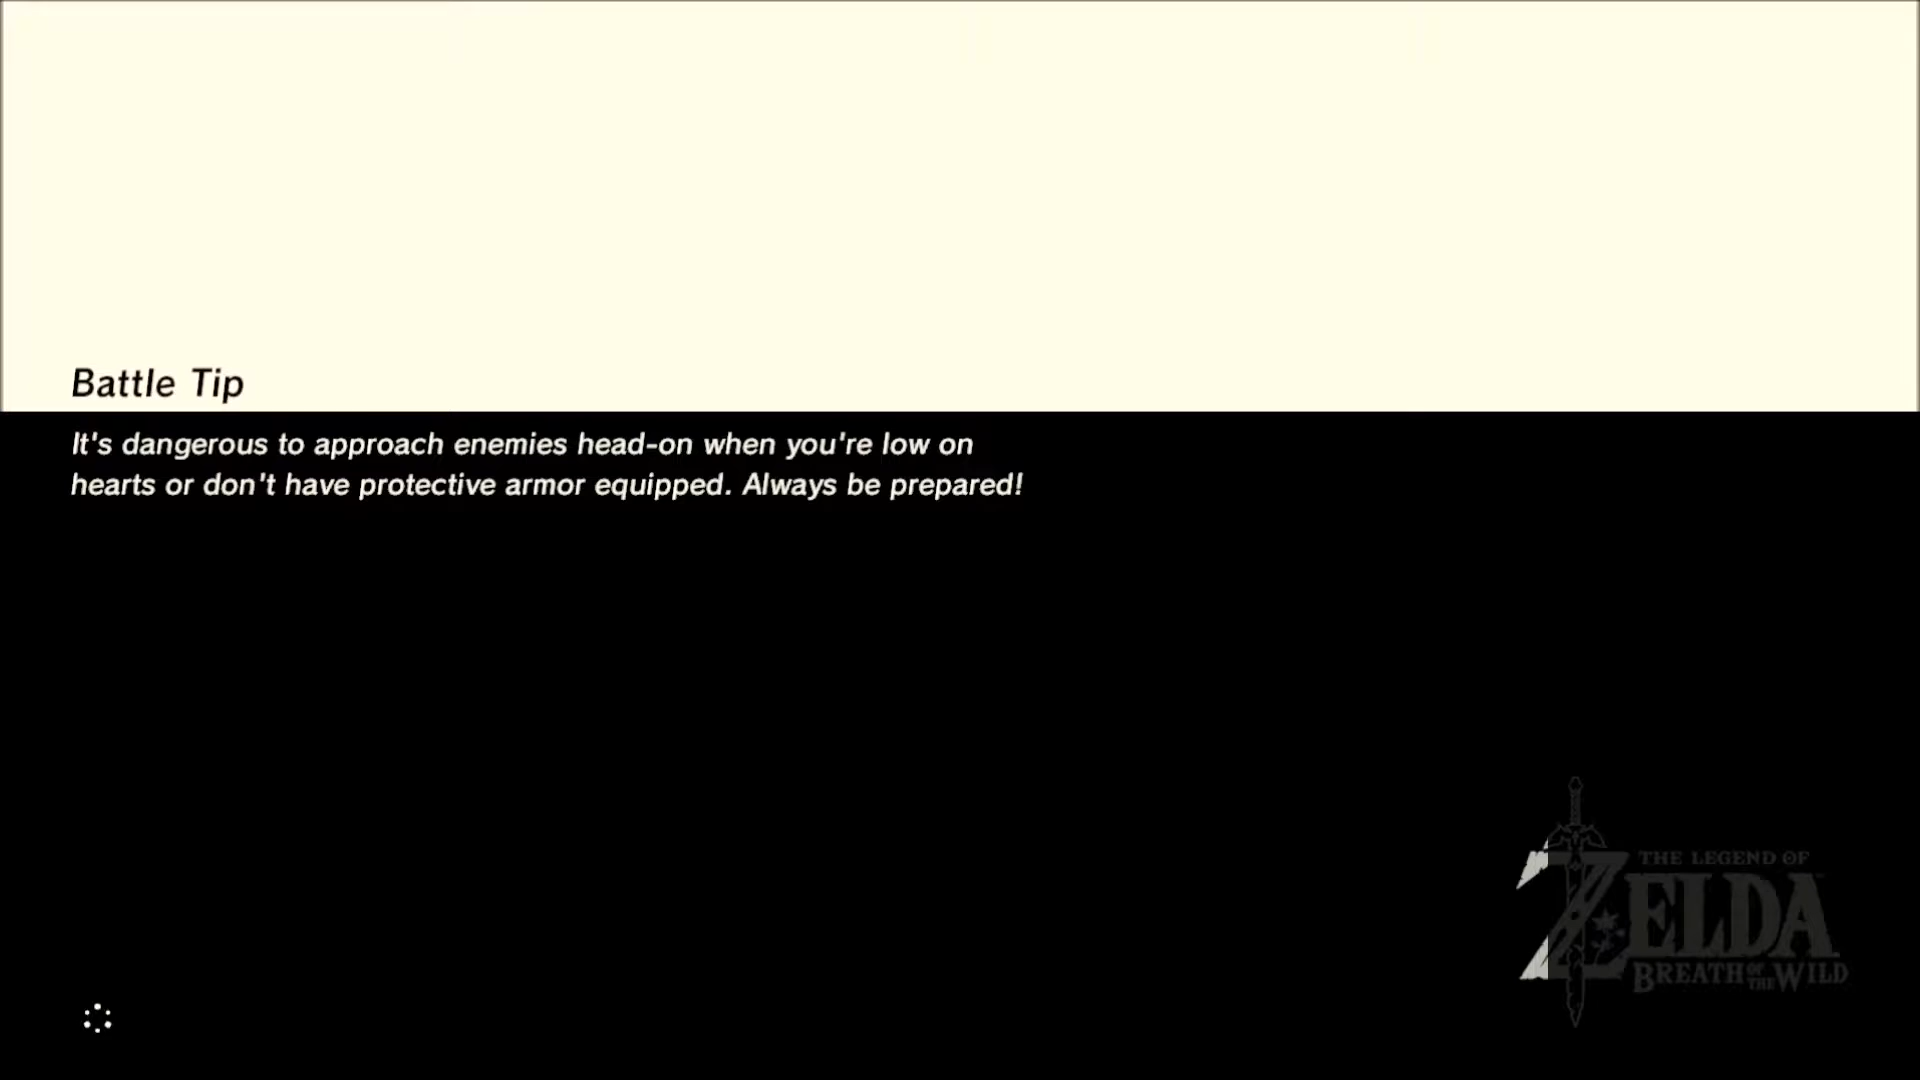 Battle Tip
It's dangerous to approach enemies head-on when you're low on
hearts or don't have protective armor equipped. Always be prepared!
THE LEGEND OF
ZELDA
BREATH OF THE WILD